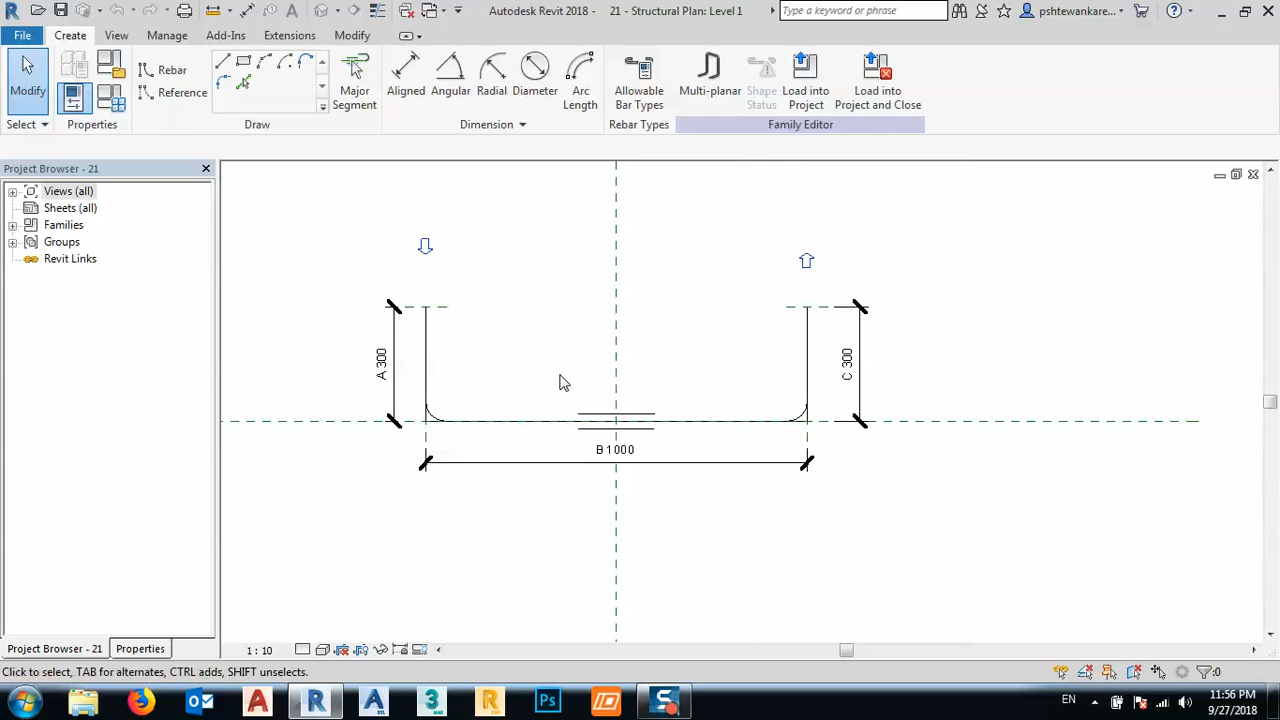 Autodesk Revit 2018 - 21 - Structural Plan: Level 1
Type a keyword or phrase
pshtewankare...
File Create View Manage Add-Ins Extensions Modify
Modify
Rebar
Reference
Major Segment
Aligned Angular Radial Diameter Arc Length
Allowable Bar Types
Multi-planar
Shape Status
Load into Project
Load into Project and Close
Select Properties Draw Dimension Rebar Types Family Editor
Project Browser - 21
Views (all)
Sheets (all)
Families
Groups
Revit Links
A 300
C 300
B 1000
Project Browser - 21 Properties
1 : 10
Click to select, TAB for alternates, CTRL adds, SHIFT unselects.
:0
EN
11:56 PM
9/27/2018